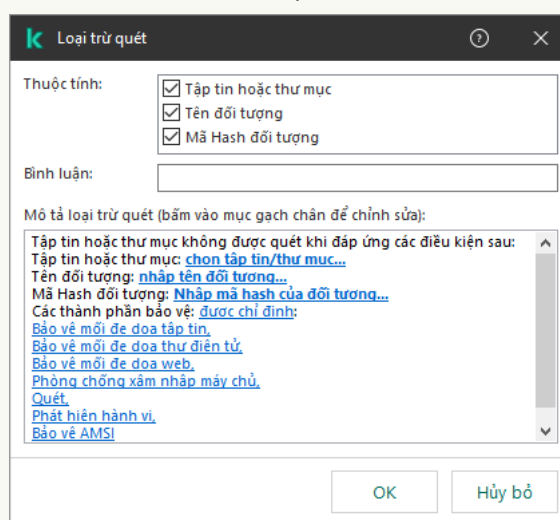 Loại trừ quét
Thuộc tính:
Tập tin hoặc thư mục
Tên đối tượng
Mã Hash đối tượng
Bình luận:
Mô tả loại trừ quét (bấm vào mục gạch chân để chỉnh sửa):
Tập tin hoặc thư mục không được quét khi đáp ứng các điều kiện sau:
Tập tin hoặc thư mục: chọn tập tin/thư mục...
Tên đối tượng: nhập tên đối tượng...
Mã Hash đối tượng: Nhập mã hash của đối tượng...
Các thành phần bảo vệ: được chỉ định:
Bảo vệ mối đe dọa tập tin,
Bảo vệ mối đe dọa thư điện tử,
Bảo vệ mối đe dọa web,
Phòng chống xâm nhập máy chủ,
Quét,
Phát hiện hành vi,
Bảo vệ AMSI
OK
Hủy bỏ